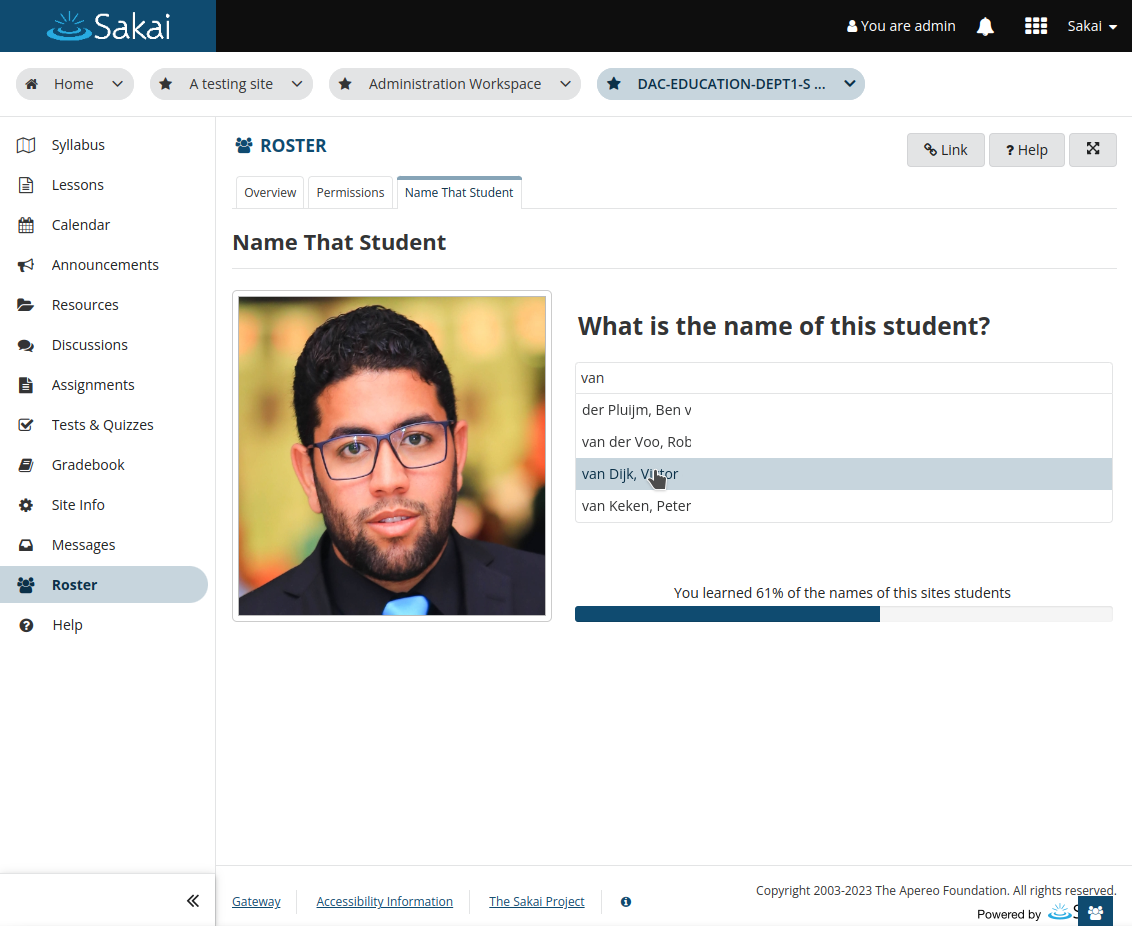 Sakai
You are admin
Sakai
Home
A testing site
Administration Workspace
DAC-EDUCATION-DEPT1-S ...
Syllabus
Lessons
Calendar
Announcements
Resources
Discussions
Assignments
Tests & Quizzes
Gradebook
Site Info
Messages
Roster
Help
ROSTER
Link
? Help
Overview
Permissions
Name That Student
Name That Student
What is the name of this student?
van
der Pluijm, Ben v
van der Voo, Rob
van Dijk, Victor
van Keken, Peter
You learned 61% of the names of this sites students
Gateway
Accessibility Information
The Sakai Project
Copyright 2003-2023 The Apereo Foundation. All rights reserved.
Powered by